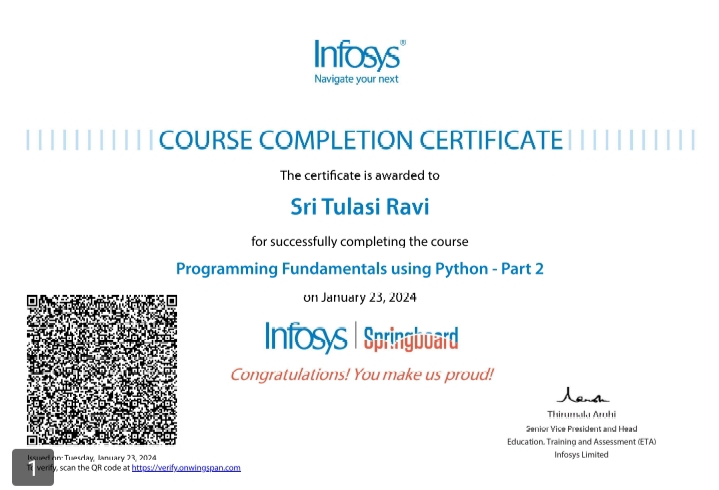 Infosys®
Navigate your next
COURSE COMPLETION CERTIFICATE
The certificate is awarded to
Sri Tulasi Ravi
for successfully completing the course
Programming Fundamentals using Python - Part 2
on January 23, 2024
Infosys | Springboard
Congratulations! You make us proud!
Thirumala Arohi
Senior Vice President and Head
Education, Training and Assessment (ETA)
Infosys Limited
Issued on: Tuesday, January 23, 2024
To verify, scan the QR code at https://verify.onwingspan.com
1